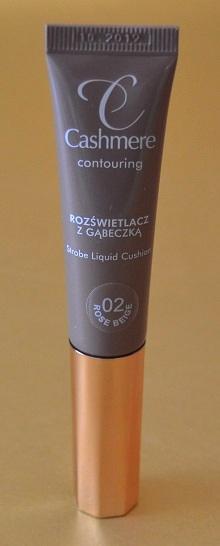 C
Cashmere
contouring
ROZŚWIETLACZ
Z GĄBECZKĄ
Strobe Liquid Cushion
02
ROSE BEIGE